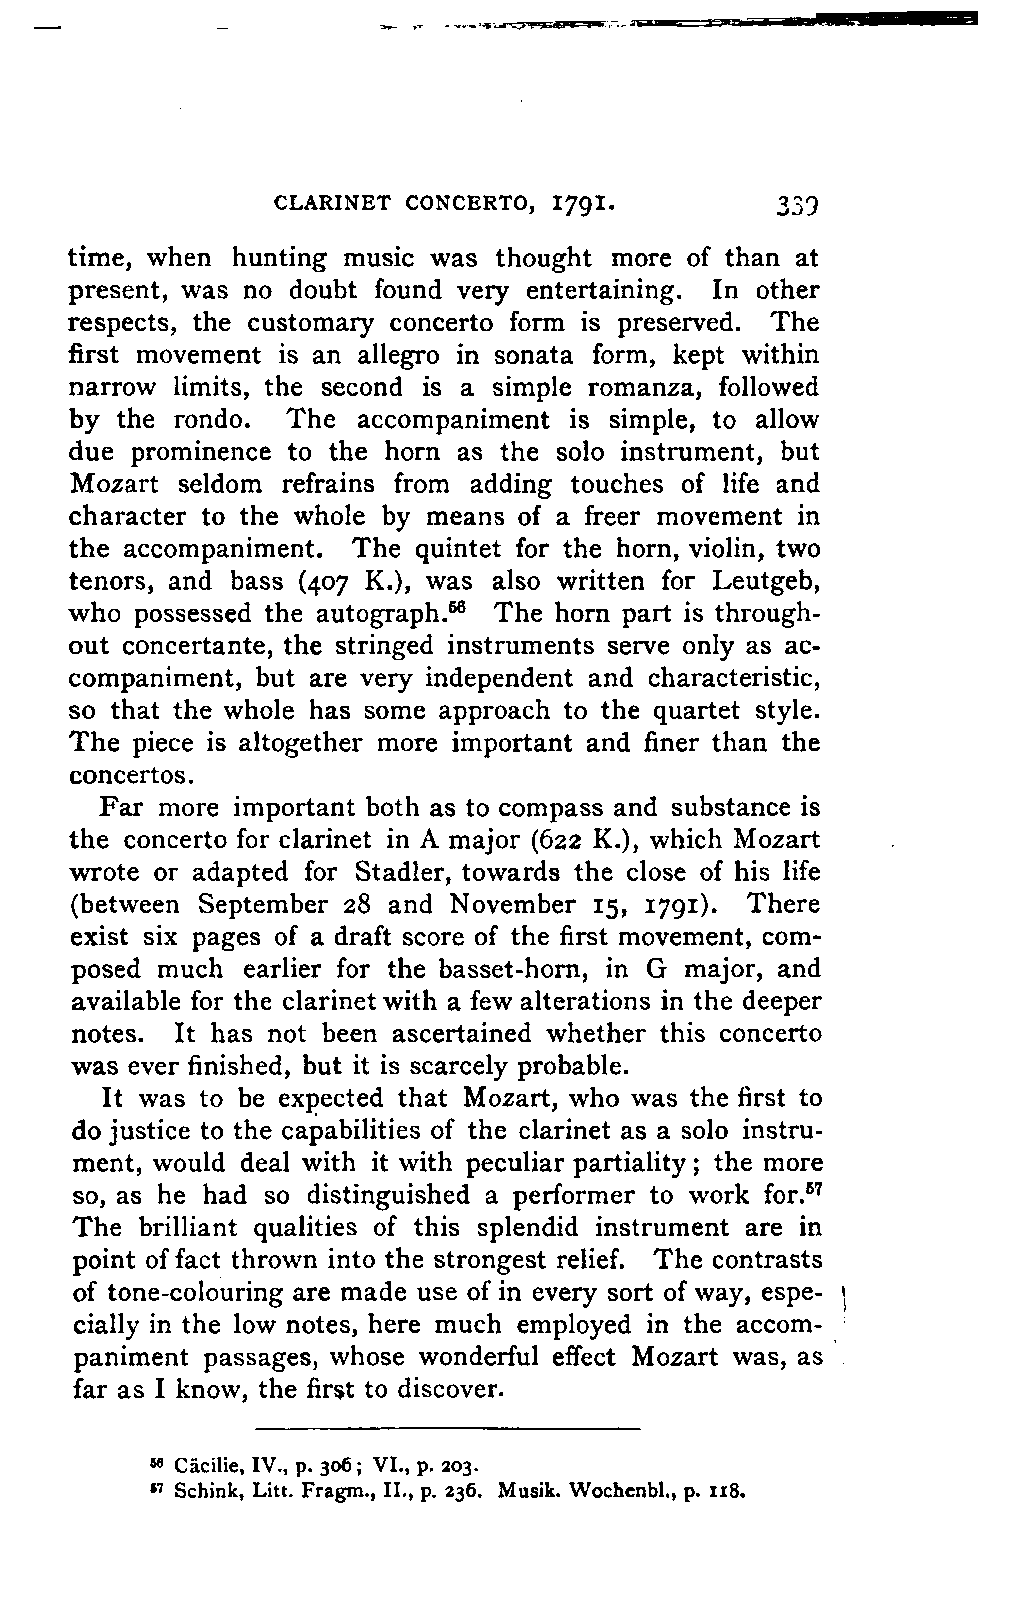 CLARINET CONCERTO, 1791. 339
time, when hunting music was thought more of than at
present, was no doubt found very entertaining. In other
respects, the customary concerto form is preserved. The
first movement is an allegro in sonata form, kept within
narrow limits, the second is a simple romanza, followed
by the rondo. The accompaniment is simple, to allow
due prominence to the horn as the solo instrument, but
Mozart seldom refrains from adding touches of life and
character to the whole by means of a freer movement in
the accompaniment. The quintet for the horn, violin, two
tenors, and bass (407 K.), was also written for Leutgeb,
who possessed the autograph.⁵⁶ The horn part is through-
out concertante, the stringed instruments serve only as ac-
companiment, but are very independent and characteristic,
so that the whole has some approach to the quartet style.
The piece is altogether more important and finer than the
concertos.
Far more important both as to compass and substance is
the concerto for clarinet in A major (622 K.), which Mozart
wrote or adapted for Stadler, towards the close of his life
(between September 28 and November 15, 1791). There
exist six pages of a draft score of the first movement, com-
posed much earlier for the basset-horn, in G major, and
available for the clarinet with a few alterations in the deeper
notes. It has not been ascertained whether this concerto
was ever finished, but it is scarcely probable.
It was to be expected that Mozart, who was the first to
do justice to the capabilities of the clarinet as a solo instru-
ment, would deal with it with peculiar partiality; the more
so, as he had so distinguished a performer to work for.⁵⁷
The brilliant qualities of this splendid instrument are in
point of fact thrown into the strongest relief. The contrasts
of tone-colouring are made use of in every sort of way, espe-
cially in the low notes, here much employed in the accom-
paniment passages, whose wonderful effect Mozart was, as
far as I know, the first to discover.
⁵⁶ Cäcilie, IV., p. 306; VI., p. 203.
⁵⁷ Schink, Litt. Fragm., II., p. 236. Musik. Wochenbl., p. 118.